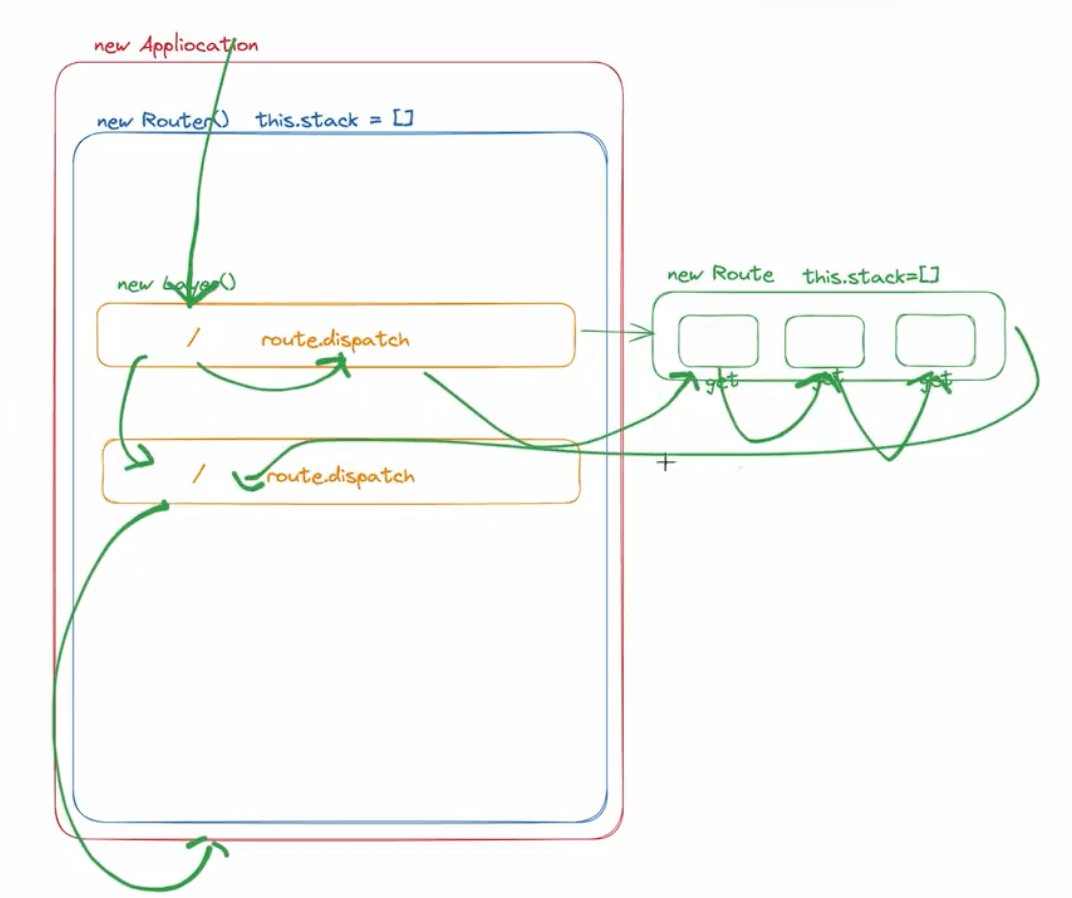 new Appliocation
new Router() this.stack = []
new Layer()
/ route.dispatch
new Route this.stack=[]
get get get
/ route.dispatch